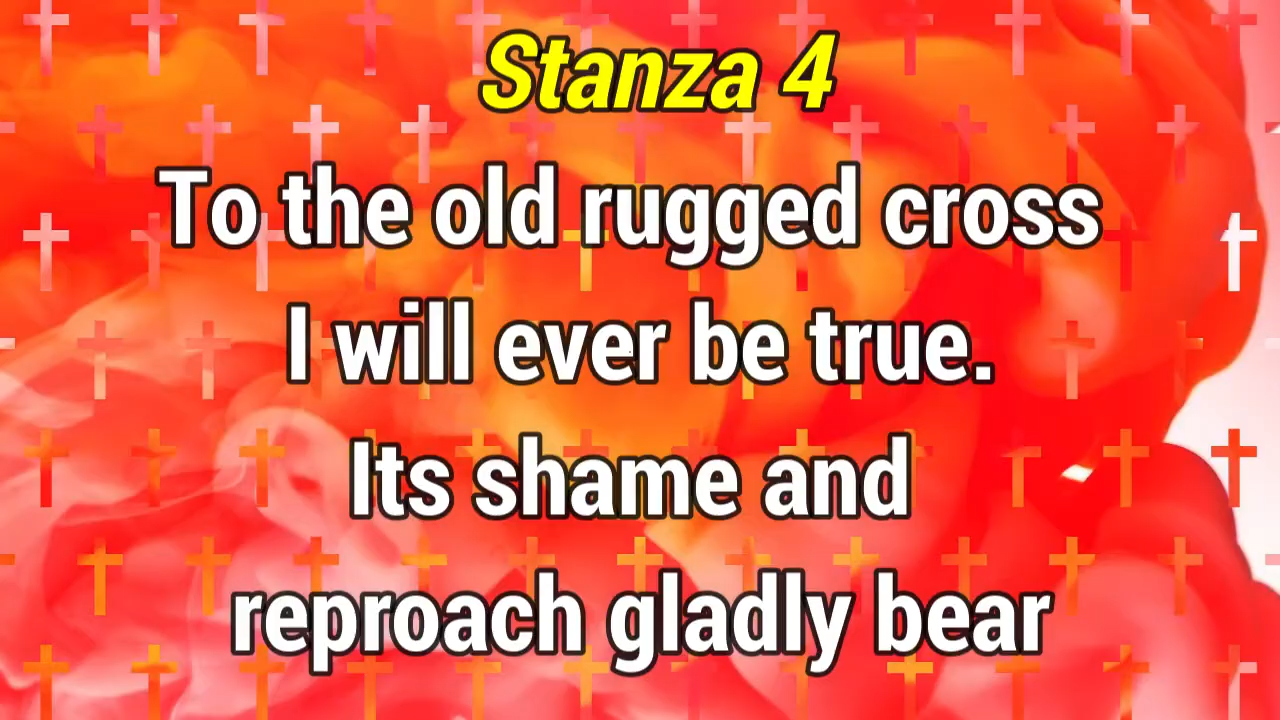 Stanza 4
To the old rugged cross
I will ever be true.
Its shame and
reproach gladly bear